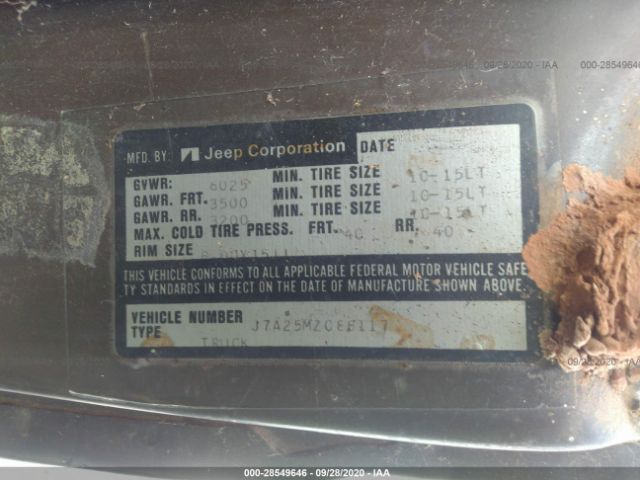 000-28549646 - 09/28/2020 - IAA
MFD. BY: Jeep Corporation DATE
GVWR: 6025 MIN. TIRE SIZE 10-15LT
GAWR. FRT. 3500 MIN. TIRE SIZE 10-15LT
GAWR. RR. 3200 MIN. TIRE SIZE 10-15LT
MAX. COLD TIRE PRESS. FRT. 40 RR. 40
RIM SIZE
THIS VEHICLE CONFORMS TO ALL APPLICABLE FEDERAL MOTOR VEHICLE SAFE
TY STANDARDS IN EFFECT ON THE DATE OF MANUFACTURE SHOWN ABOVE.
VEHICLE NUMBER J7A25MZ088117
TYPE TRUCK
000-28549646 - 09/28/2020 - IAA